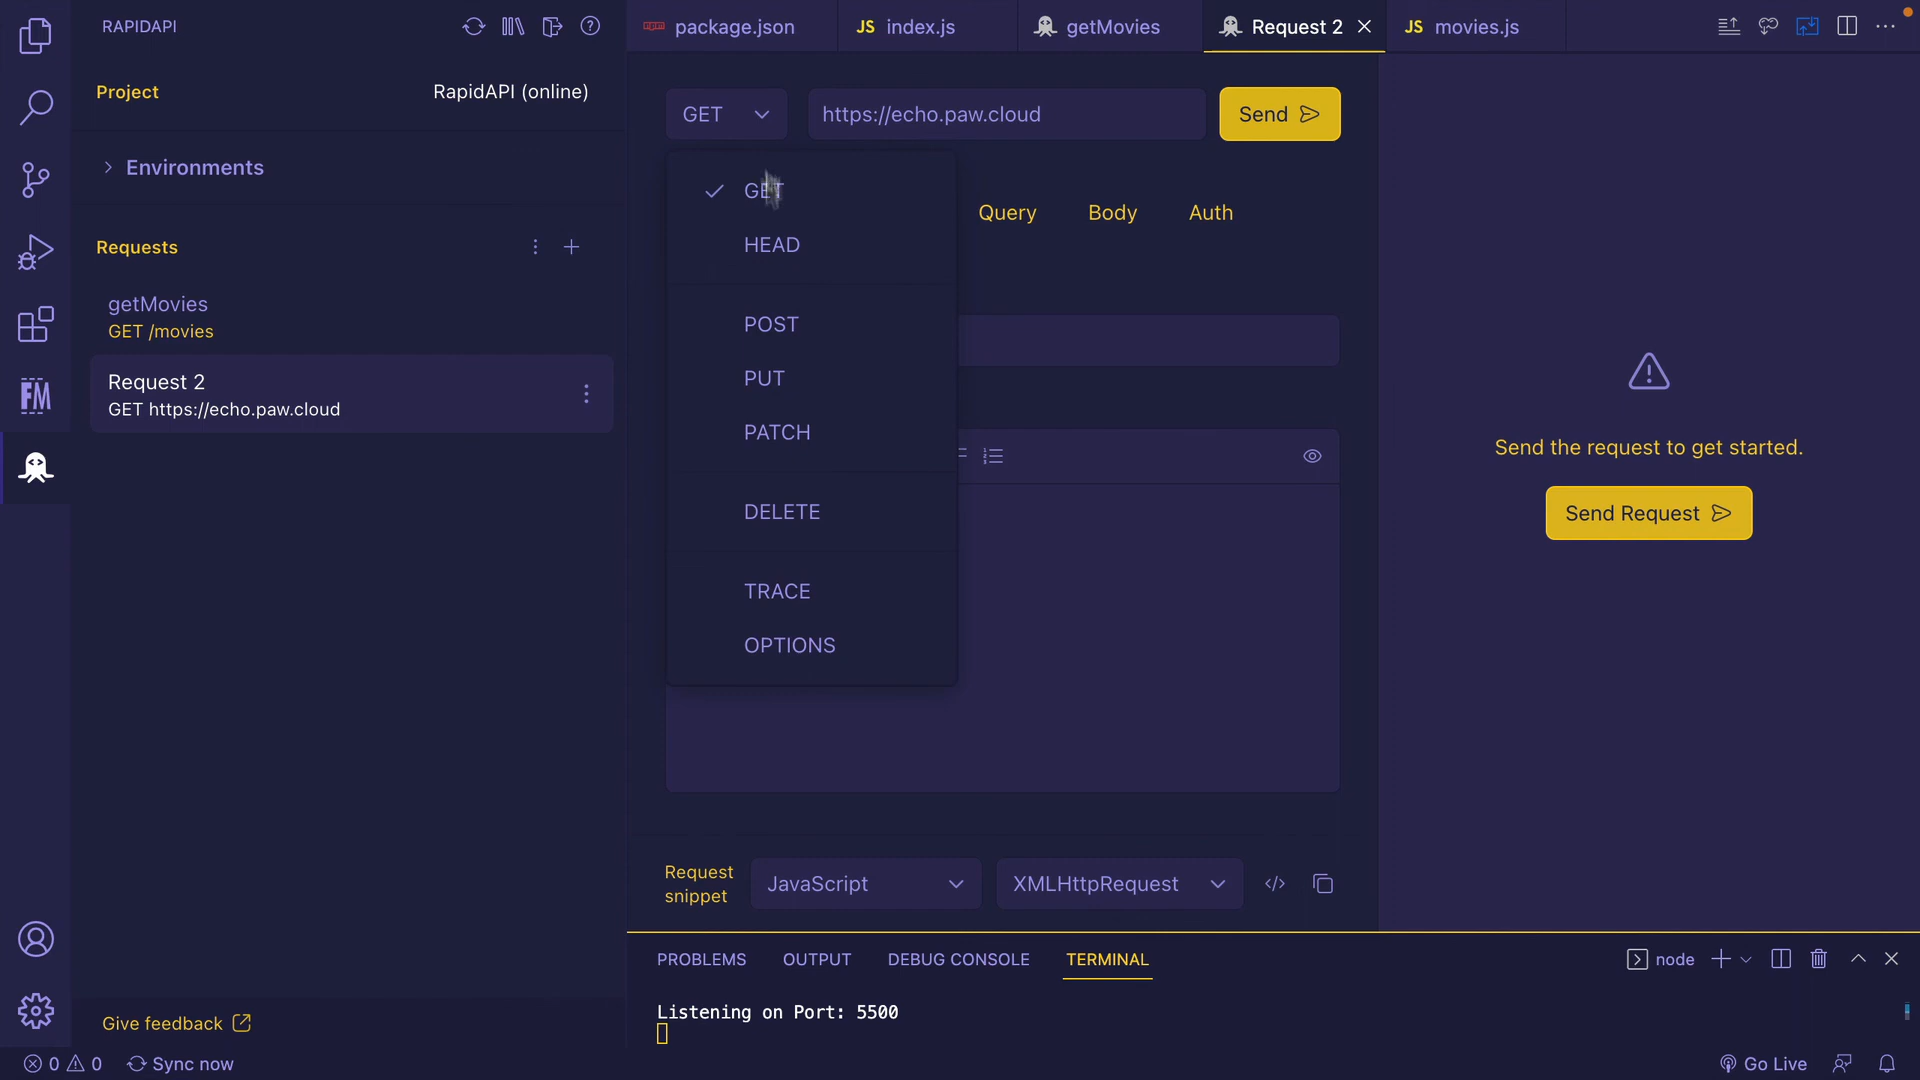 RAPIDAPI
Project
RapidAPI (online)
Environments
Requests
getMovies
GET /movies
Request 2
GET https://echo.paw.cloud
Give feedback
package.json
JS index.js
getMovies
Request 2
JS movies.js
GET
https://echo.paw.cloud
Send
GET
HEAD
POST
PUT
PATCH
DELETE
TRACE
OPTIONS
Query
Body
Auth
Request
snippet
JavaScript
XMLHttpRequest
Send the request to get started.
Send Request
PROBLEMS
OUTPUT
DEBUG CONSOLE
TERMINAL
node
Listening on Port: 5500
0
0
Sync now
Go Live
FM